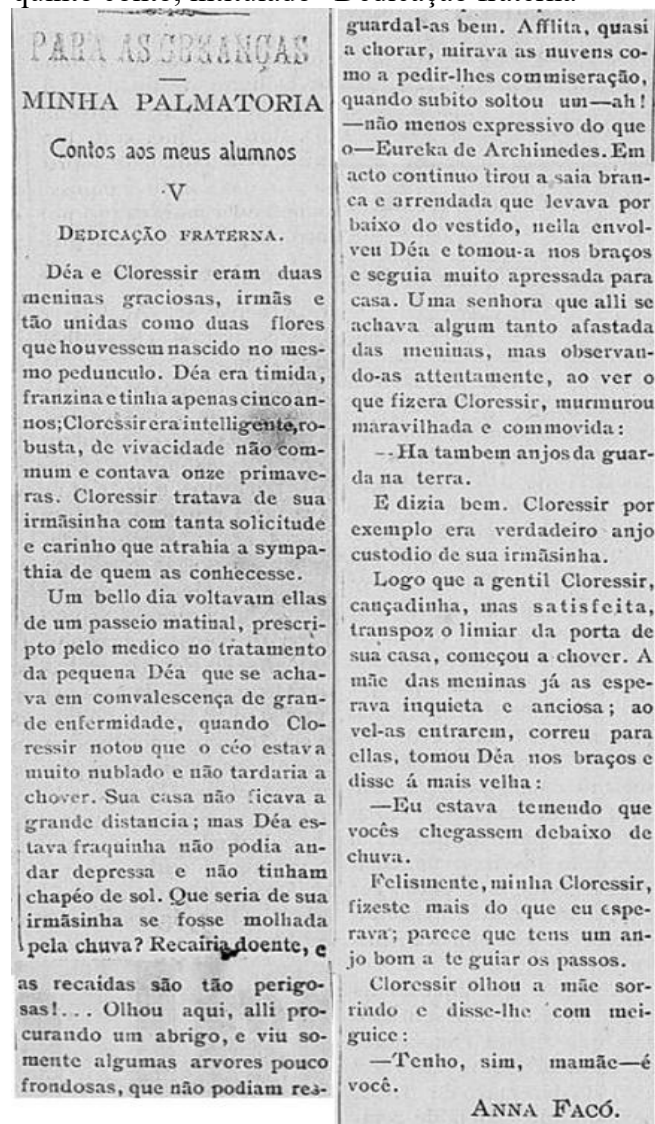 quinto conto, intitulado "Dedicação fraterna"
PARA AS CREANÇAS
MINHA PALMATORIA
Contos aos meus alumnos
V
DEDICAÇÃO FRATERNA.
Déa e Cloressir eram duas
meninas graciosas, irmãs e
tão unidas como duas flores
que houvessem nascido no mes-
mo pedunculo. Déa era timida,
franzina e tinha apenas cinco an-
nos; Cloressir era intelligente, ro-
busta, de vivacidade não com-
mum e contava onze primave-
ras. Cloressir tratava de sua
irmãsinha com tanta solicitude
e carinho que atrahia a sympa-
thia de quem as conhecesse.
Um bello dia voltavam ellas
de um passeio matinal, prescri-
pto pelo medico no tratamento
da pequena Déa que se acha-
va em comvalescença de gran-
de enfermidade, quando Clo-
ressir notou que o céo estava
muito nublado e não tardaria a
chover. Sua casa não ficava a
grande distancia; mas Déa es-
tava fraquinha não podia an-
dar depressa e não tinham
chapéo de sol. Que seria de sua
irmãsinha se fosse molhada
pela chuva? Recairia doente, e
as recaidas são tão perigo-
sas!... Olhou aqui, alli pro-
curando um abrigo, e viu so-
mente algumas arvores pouco
frondosas, que não podiam res-
guardal-as bem. Afflita, quasi
a chorar, mirava as nuvens co-
mo a pedir-lhes commiseração,
quando subito soltou um—ah!
—não menos expressivo do que
o—Eureka de Archimedes. Em
acto continuo tirou a saia bran-
ca e arrendada que levava por
baixo do vestido, nella envol-
veu Déa e tomou-a nos braços
e seguia muito apressada para
casa. Uma senhora que alli se
achava algum tanto afastada
das meninas, mas observan-
do-as attentamente, ao ver o
que fizera Cloressir, murmurou
maravilhada e commovida:
—Ha tambem anjos da guar-
da na terra.
E dizia bem. Cloressir por
exemplo era verdadeiro anjo
custodio de sua irmãsinha.
Logo que a gentil Cloressir,
cançadinha, mas satisfeita,
transpoz o limiar da porta de
sua casa, começou a chover. A
mãe das meninas já as espe-
rava inquieta e anciosa; ao
vel-as entrarem, correu para
ellas, tomou Déa nos braços e
disse á mais velha:
—Eu estava temendo que
vocês chegassem debaixo de
chuva.
Felismente, minha Cloressir,
fizeste mais do que eu espe-
rava; parece que tens um an-
jo bom a te guiar os passos.
Cloressir olhou a mãe sor-
rindo e disse-lhe com mei-
guice:
—Tenho, sim, mamãe—é
você.
ANNA FACÓ.